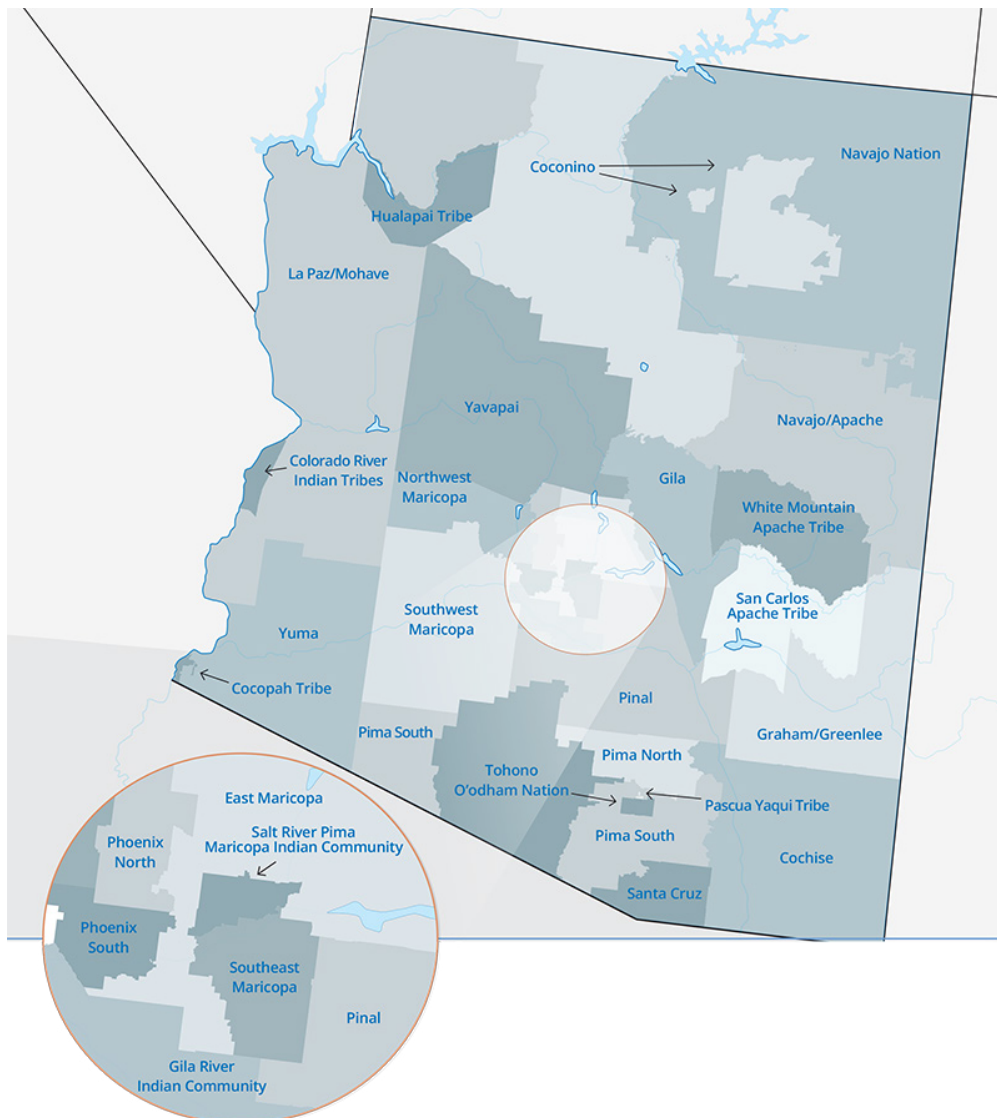 Navajo Nation
Coconino
Hualapai Tribe
La Paz/Mohave
Yavapai
Navajo/Apache
Colorado River
Indian Tribes
Northwest
Maricopa
Gila
White Mountain
Apache Tribe
San Carlos
Apache Tribe
Southwest
Maricopa
Yuma
Cocopah Tribe
Pinal
Pima South
Graham/Greenlee
Pima North
Tohono
O'odham Nation
Pascua Yaqui Tribe
Pima South
Cochise
Santa Cruz
East Maricopa
Salt River Pima
Maricopa Indian Community
Phoenix
North
Phoenix
South
Southeast
Maricopa
Pinal
Gila River
Indian Community